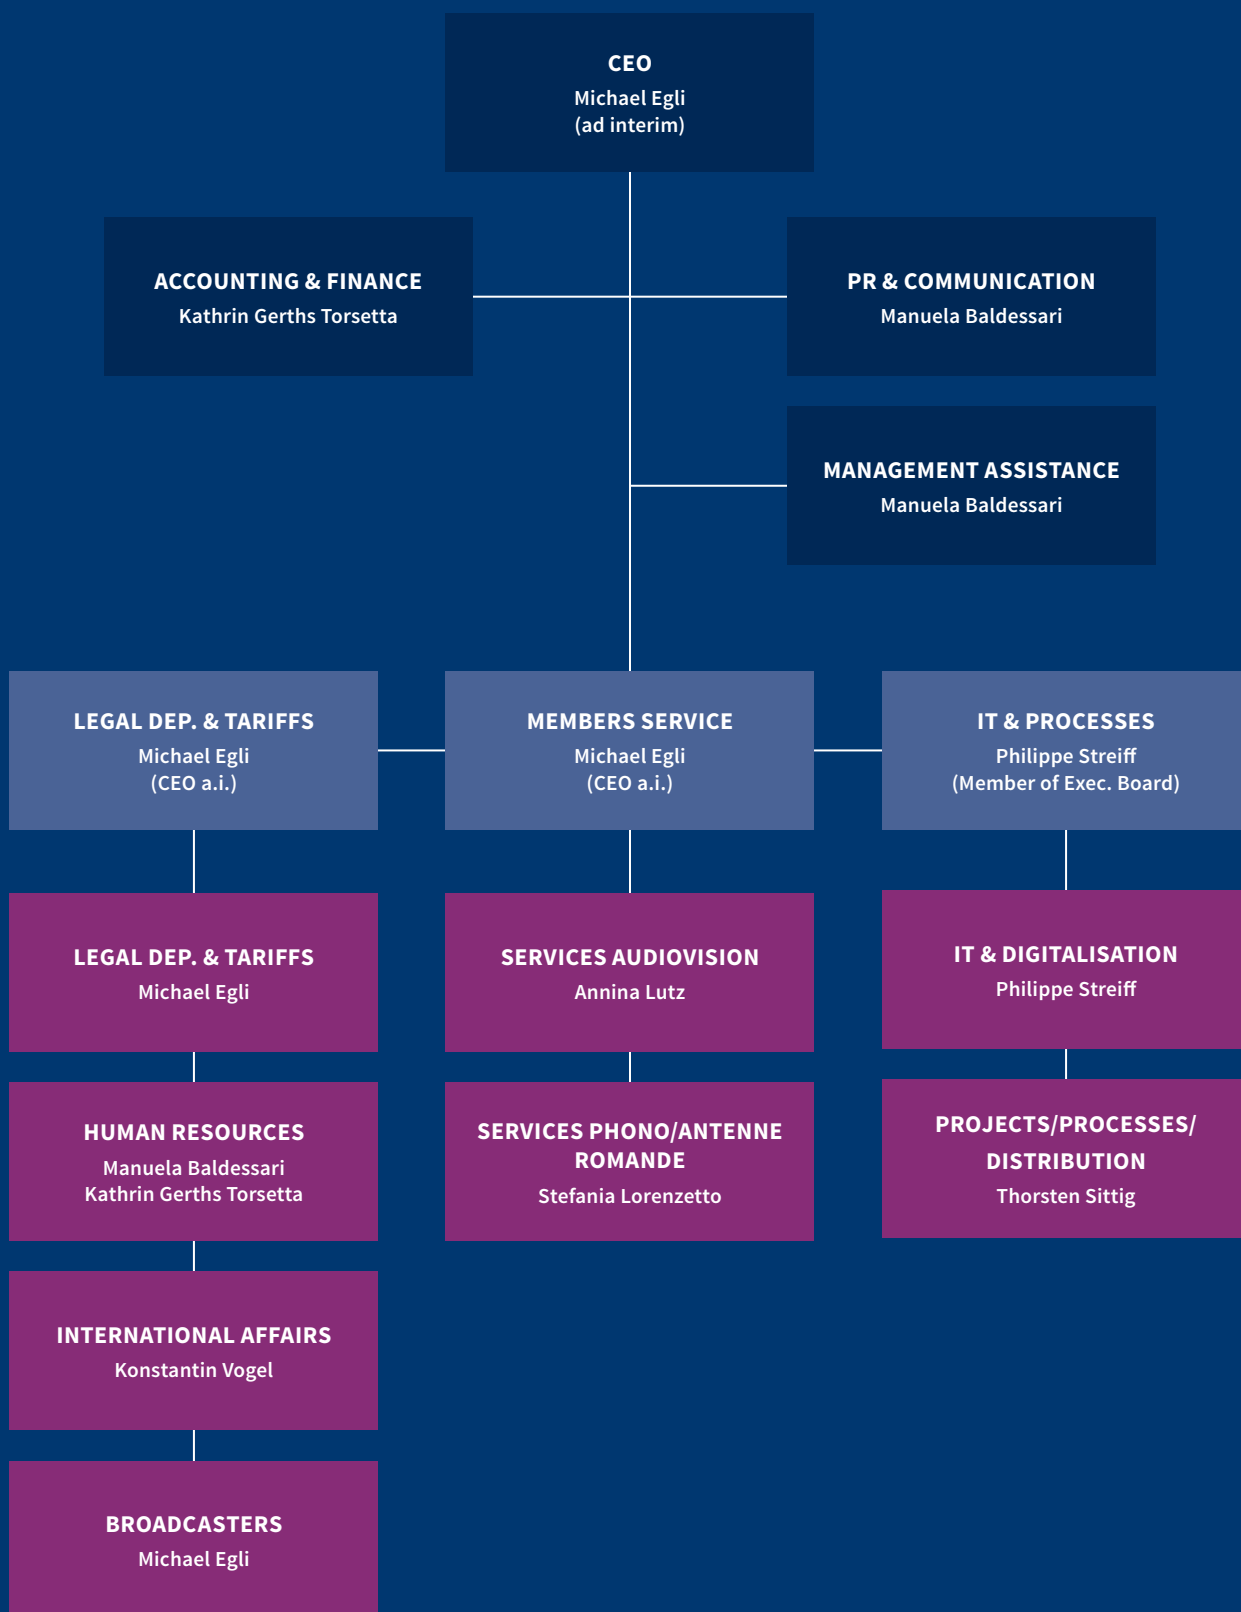 CEO
Michael Egli
(ad interim)
ACCOUNTING & FINANCE
Kathrin Gerths Torsetta
PR & COMMUNICATION
Manuela Baldessari
MANAGEMENT ASSISTANCE
Manuela Baldessari
LEGAL DEP. & TARIFFS
Michael Egli
(CEO a.i.)
MEMBERS SERVICE
Michael Egli
(CEO a.i.)
IT & PROCESSES
Philippe Streiff
(Member of Exec. Board)
LEGAL DEP. & TARIFFS
Michael Egli
SERVICES AUDIOVISION
Annina Lutz
IT & DIGITALISATION
Philippe Streiff
HUMAN RESOURCES
Manuela Baldessari
Kathrin Gerths Torsetta
SERVICES PHONO/ANTENNE
ROMANDE
Stefania Lorenzetto
PROJECTS/PROCESSES/
DISTRIBUTION
Thorsten Sittig
INTERNATIONAL AFFAIRS
Konstantin Vogel
BROADCASTERS
Michael Egli